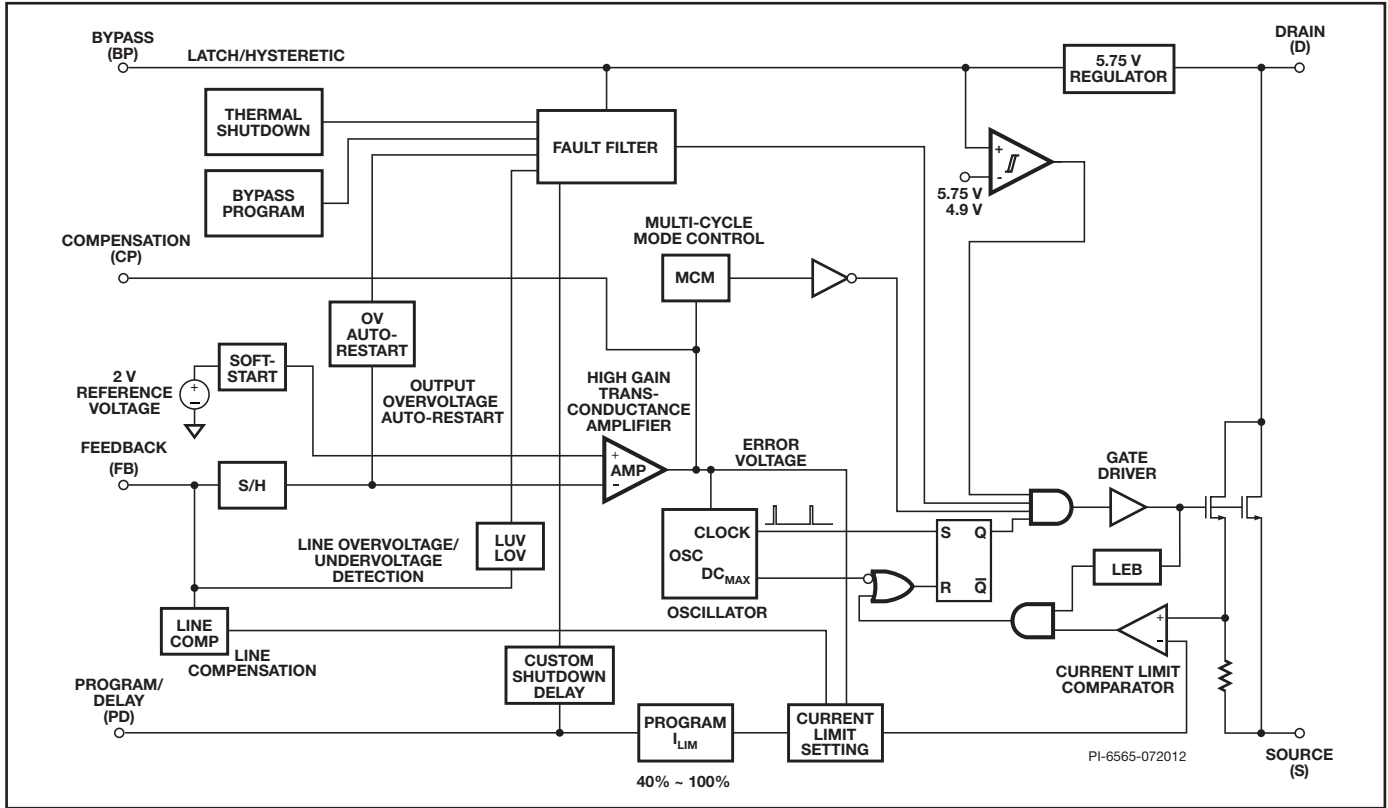 BYPASS
(BP)
LATCH/HYSTERETIC
DRAIN
(D)
5.75 V
REGULATOR
THERMAL
SHUTDOWN
FAULT FILTER
+
-
5.75 V
4.9 V
BYPASS
PROGRAM
MULTI-CYCLE
MODE CONTROL
COMPENSATION
(CP)
MCM
OV
AUTO-
RESTART
SOFT-
START
2 V
REFERENCE
VOLTAGE
+
–
OUTPUT
OVERVOLTAGE
AUTO-RESTART
HIGH GAIN
TRANS-
CONDUCTANCE
AMPLIFIER
FEEDBACK
(FB)
S/H
+
AMP
-
ERROR
VOLTAGE
GATE
DRIVER
CLOCK
OSC
DCMAX
OSCILLATOR
S Q
R Q̅
LEB
LINE OVERVOLTAGE/
UNDERVOLTAGE
DETECTION
LUV
LOV
LINE
COMP
LINE
COMPENSATION
+
–
CURRENT LIMIT
COMPARATOR
CUSTOM
SHUTDOWN
DELAY
PROGRAM/
DELAY
(PD)
PROGRAM
ILIM
40% ~ 100%
CURRENT
LIMIT
SETTING
PI-6565-072012
SOURCE
(S)